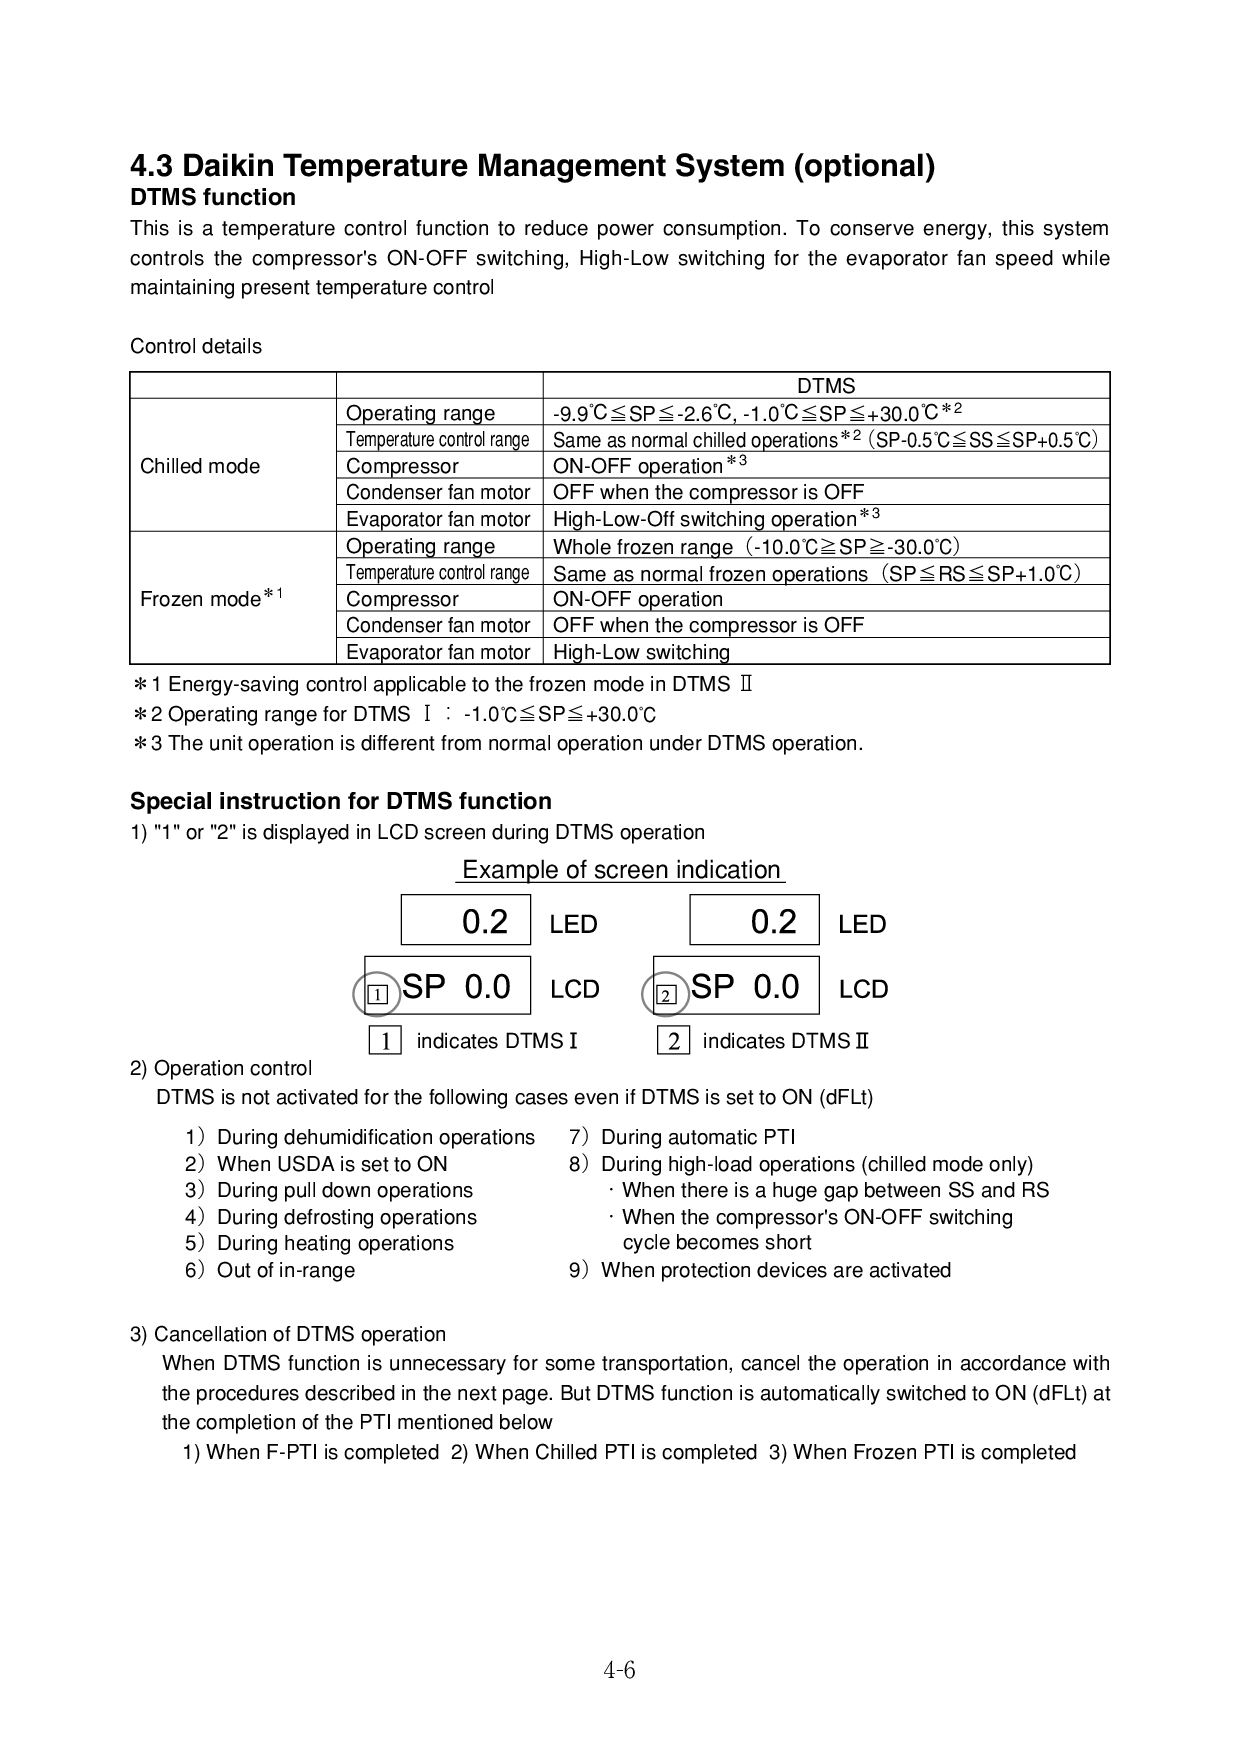 4.3 Daikin Temperature Management System (optional)
DTMS function
This is a temperature control function to reduce power consumption. To conserve energy, this system
controls the compressor's ON-OFF switching, High-Low switching for the evaporator fan speed while
maintaining present temperature control
Control details
DTMS
Chilled mode
Operating range -9.9℃≦SP≦-2.6℃, -1.0℃≦SP≦+30.0℃＊2
Temperature control range Same as normal chilled operations＊2（SP-0.5℃≦SS≦SP+0.5℃）
Compressor ON-OFF operation＊3
Condenser fan motor OFF when the compressor is OFF
Evaporator fan motor High-Low-Off switching operation＊3
Frozen mode＊1
Operating range Whole frozen range（-10.0℃≧SP≧-30.0℃）
Temperature control range Same as normal frozen operations（SP≦RS≦SP+1.0℃）
Compressor ON-OFF operation
Condenser fan motor OFF when the compressor is OFF
Evaporator fan motor High-Low switching
＊1 Energy-saving control applicable to the frozen mode in DTMS Ⅱ
＊2 Operating range for DTMS Ⅰ：-1.0℃≦SP≦+30.0℃
＊3 The unit operation is different from normal operation under DTMS operation.
Special instruction for DTMS function
1) "1" or "2" is displayed in LCD screen during DTMS operation
Example of screen indication
0.2 LED 0.2 LED
1 SP 0.0 LCD 2 SP 0.0 LCD
1 indicates DTMSⅠ 2 indicates DTMSⅡ
2) Operation control
DTMS is not activated for the following cases even if DTMS is set to ON (dFLt)
1）During dehumidification operations
2）When USDA is set to ON
3）During pull down operations
4）During defrosting operations
5）During heating operations
6）Out of in-range
7）During automatic PTI
8）During high-load operations (chilled mode only)
・When there is a huge gap between SS and RS
・When the compressor's ON-OFF switching
cycle becomes short
9）When protection devices are activated
3) Cancellation of DTMS operation
When DTMS function is unnecessary for some transportation, cancel the operation in accordance with
the procedures described in the next page. But DTMS function is automatically switched to ON (dFLt) at
the completion of the PTI mentioned below
1) When F-PTI is completed 2) When Chilled PTI is completed 3) When Frozen PTI is completed
4-6